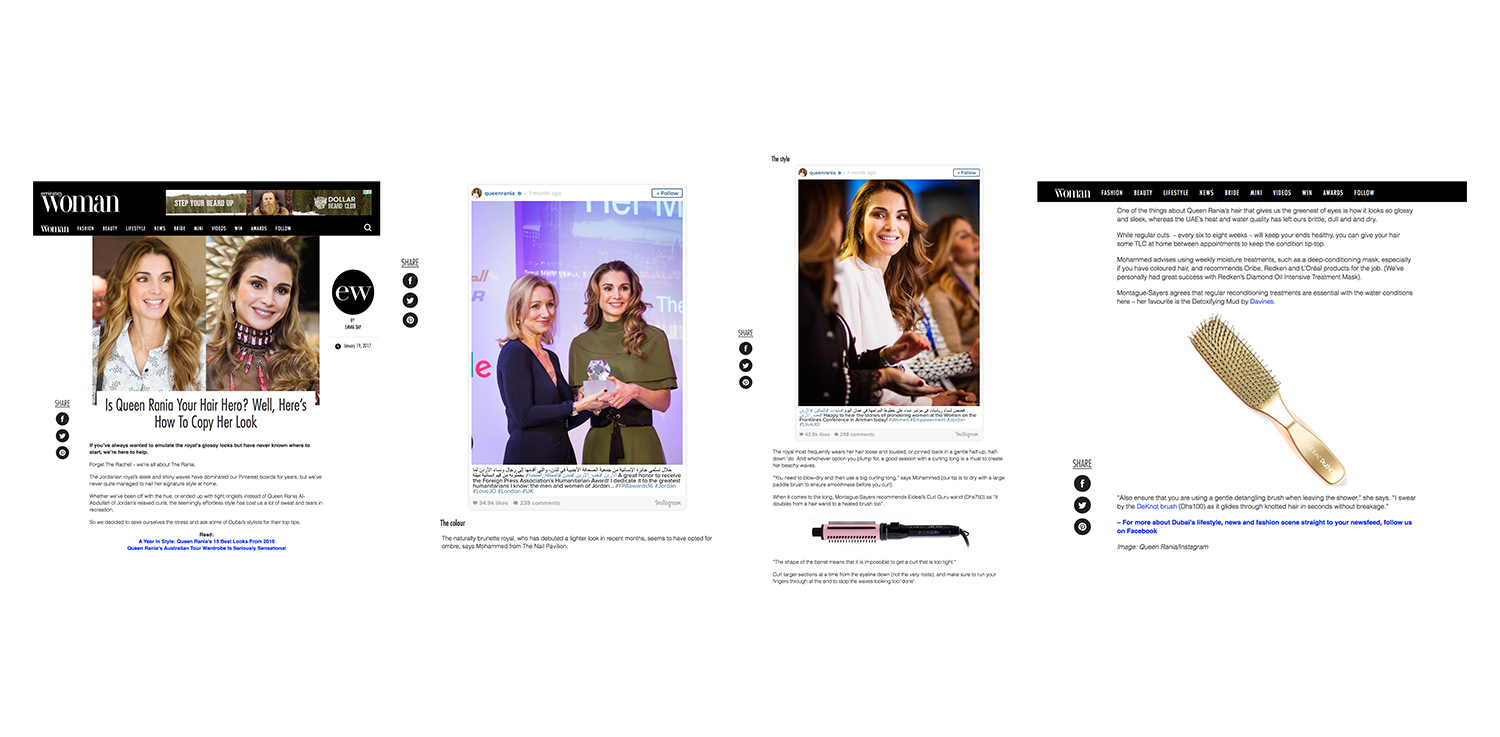 emirates
woman
STEP YOUR BEARD UP
DOLLAR
BEARD CLUB
woman FASHION BEAUTY LIFESTYLE NEWS BRIDE MINI VIDEOS WIN AWARDS FOLLOW
ew
BY
EMMA DAY
January 19, 2017
SHARE
SHARE
Is Queen Rania Your Hair Hero? Well, Here's
How To Copy Her Look
If you've always wanted to emulate the royal's glossy locks but have never known where to
start, we're here to help.
Forget The Rachel – we're all about The Rania.
The Jordanian royal's sleek and shiny waves have dominated our Pinterest boards for years, but we've
never quite managed to nail her signature style at home.
Whether we've been off with the hue, or ended up with tight ringlets instead of Queen Rania Al-
Abdullah of Jordan's relaxed curls, the seemingly effortless style has cost us a lot of sweat and tears in
recreation.
So we decided to save ourselves the stress and ask some of Dubai's stylists for their top tips.
Read:
A Year In Style: Queen Rania's 15 Best Looks From 2016
Queen Rania's Australian Tour Wardrobe Is Seriously Sensational
queenrania • 1 month ago
+ Follow
Her M
The
خلال تسلمي جائزة الإنسانية من جمعية الصحافة الأجنبية في لندن، والتي أقدمها إلى رجال ونساء الأردن لما
A great honor to receive
the Foreign Press Association's Humanitarian Award! I dedicate it to the greatest
humanitarians I know: the men and women of Jordan... #FPAawards16 #Jordan
#LoveJO #London #UK
34.9k likes 238 comments
Instagram
The colour
The naturally brunette royal, who has debuted a lighter look in recent months, seems to have opted for
ombre, says Mohammed from The Nail Pavilion.
SHARE
The style
queenrania • 1 month ago
+ Follow
Happy to hear the stories of pioneering women at the Women on the
Frontlines Conference in Amman today! #Women #Empowerment #Jordan
#LoveJO
43.8k likes 258 comments
Instagram
The royal most frequently wears her hair loose and tousled, or pinned back in a gentle half-up, half-
down 'do. And whichever option you plump for, a good session with a curling tong is a must to create
her beachy waves.
"You need to blow-dry and then use a big curling tong," says Mohammed (our tip is to dry with a large
paddle brush to ensure smoothness before you curl).
When it comes to the tong, Montague-Sayers recommends Eideal's Curl Guru wand (Dhs750) as "it
doubles from a hair wand to a heated brush too".
"The shape of the barrel means that it is impossible to get a curl that is too tight."
Curl larger sections at a time from the eyeline down (not the very roots), and make sure to run your
fingers through at the end to stop the waves looking too 'done'.
woman FASHION BEAUTY LIFESTYLE NEWS BRIDE MINI VIDEOS WIN AWARDS FOLLOW
One of the things about Queen Rania's hair that gives us the greenest of eyes is how it looks so glossy
and sleek, whereas the UAE's heat and water quality has left ours brittle, dull and and dry.
While regular cuts – every six to eight weeks – will keep your ends healthy, you can give your hair
some TLC at home between appointments to keep the condition tip-top.
Mohammed advises using weekly moisture treatments, such as a deep-conditioning mask, especially
if you have coloured hair, and recommends Oribe, Redken and L'Oréal products for the job. (We've
personally had great success with Redken's Diamond Oil Intensive Treatment Mask).
Montague-Sayers agrees that regular reconditioning treatments are essential with the water conditions
here – her favourite is the Detoxifying Mud by Davines.
SHARE
"Also ensure that you are using a gentle detangling brush when leaving the shower," she says. "I swear
by the DeKnot brush (Dhs100) as it glides through knotted hair in seconds without breakage."
– For more about Dubai's lifestyle, news and fashion scene straight to your newsfeed, follow us
on Facebook
Image: Queen Rania/Instagram